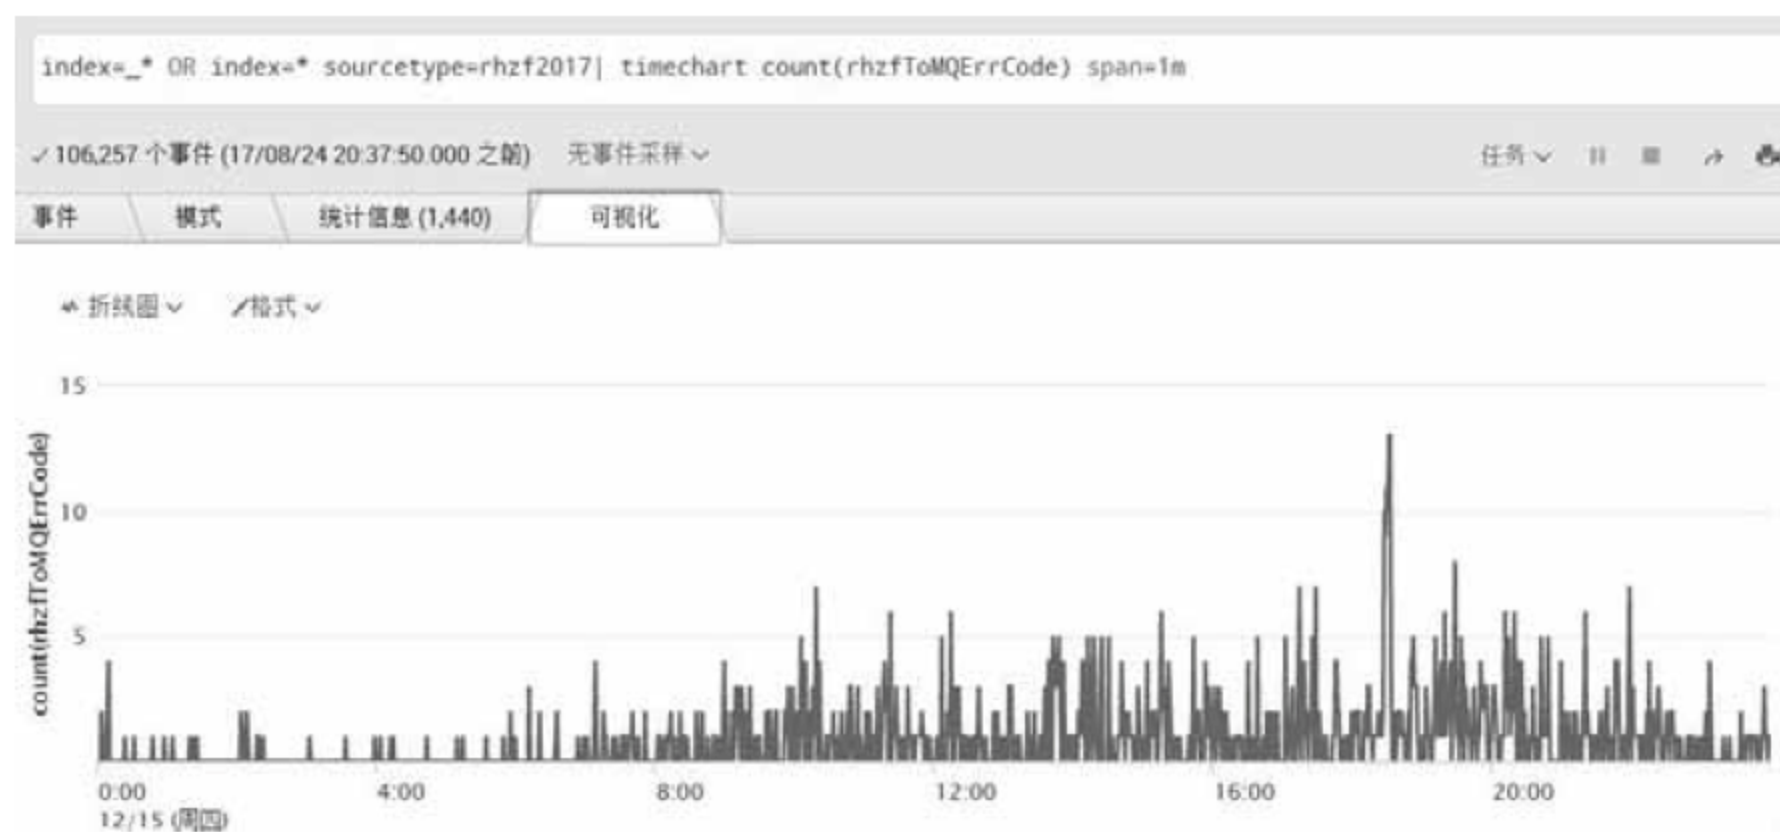 index=_* OR index=* sourcetype=rhzf2017| timechart count(rhzfToMQErrCode) span=1m
✓ 106,257 个事件 (17/08/24 20:37:50.000 之前) 无事件采样 任务
事件 模式 统计信息 (1,440) 可视化
折线图 格式
15
10
5
count(rhzfToMQErrCode)
0:00 4:00 8:00 12:00 16:00 20:00
12/15 (周四)